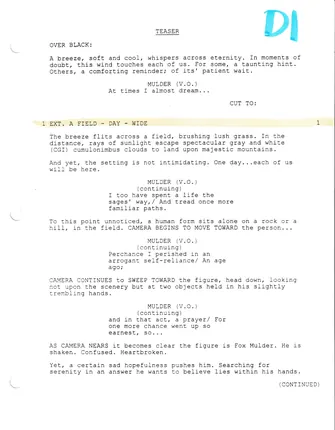 D1
TEASER
OVER BLACK:
A breeze, soft and cool, whispers across eternity. In moments of
doubt, this wind touches each of us. For some, a taunting hint.
Others, a comforting reminder; of its' patient wait.
MULDER (V.O.)
At times I almost dream...
CUT TO:
1 EXT. A FIELD - DAY - WIDE 1
The breeze flits across a field, brushing lush grass. In the
distance, rays of sunlight escape spectacular gray and white
(CGI) cumulonimbus clouds to land upon majestic mountains.
And yet, the setting is not intimidating. One day...each of us
will be here.
MULDER (V.O.)
(continuing)
I too have spent a life the
sages' way,/ And tread once more
familiar paths.
To this point unnoticed, a human form sits alone on a rock or a
hill, in the field. CAMERA BEGINS TO MOVE TOWARD the person...
MULDER (V.O.)
(continuing)
Perchance I perished in an
arrogant self-reliance/ An age
ago;
CAMERA CONTINUES to SWEEP TOWARD the figure, head down, looking
not upon the scenery but at two objects held in his slightly
trembling hands.
MULDER (V.O.)
(continuing)
and in that act, a prayer/ For
one more chance went up so
earnest, so...
AS CAMERA NEARS it becomes clear the figure is Fox Mulder. He is
shaken. Confused. Heartbroken.
Yet, a certain sad hopefulness pushes him. Searching for
serenity in an answer he wants to believe lies within his hands.
(CONTINUED)